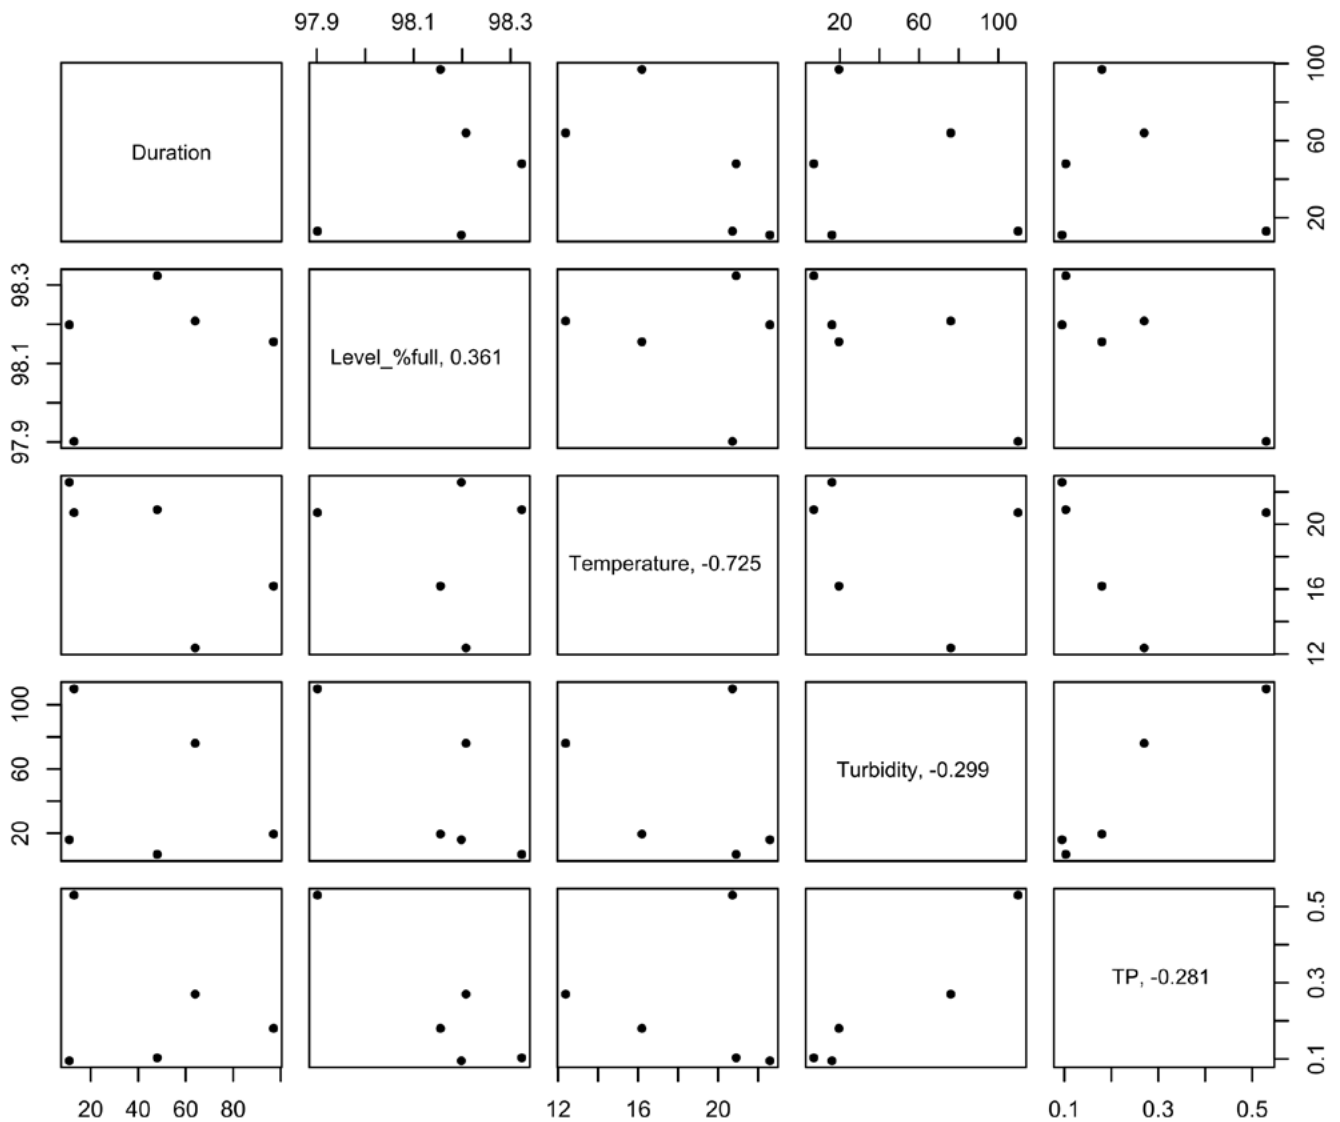 97.9 98.1 98.3 20 60 100
Duration
20 60 100
97.9 98.1 98.3
Level_%full, 0.361
Temperature, -0.725
12 16 20
20 60 100
Turbidity, -0.299
TP, -0.281
0.1 0.3 0.5
20 40 60 80 12 16 20 0.1 0.3 0.5